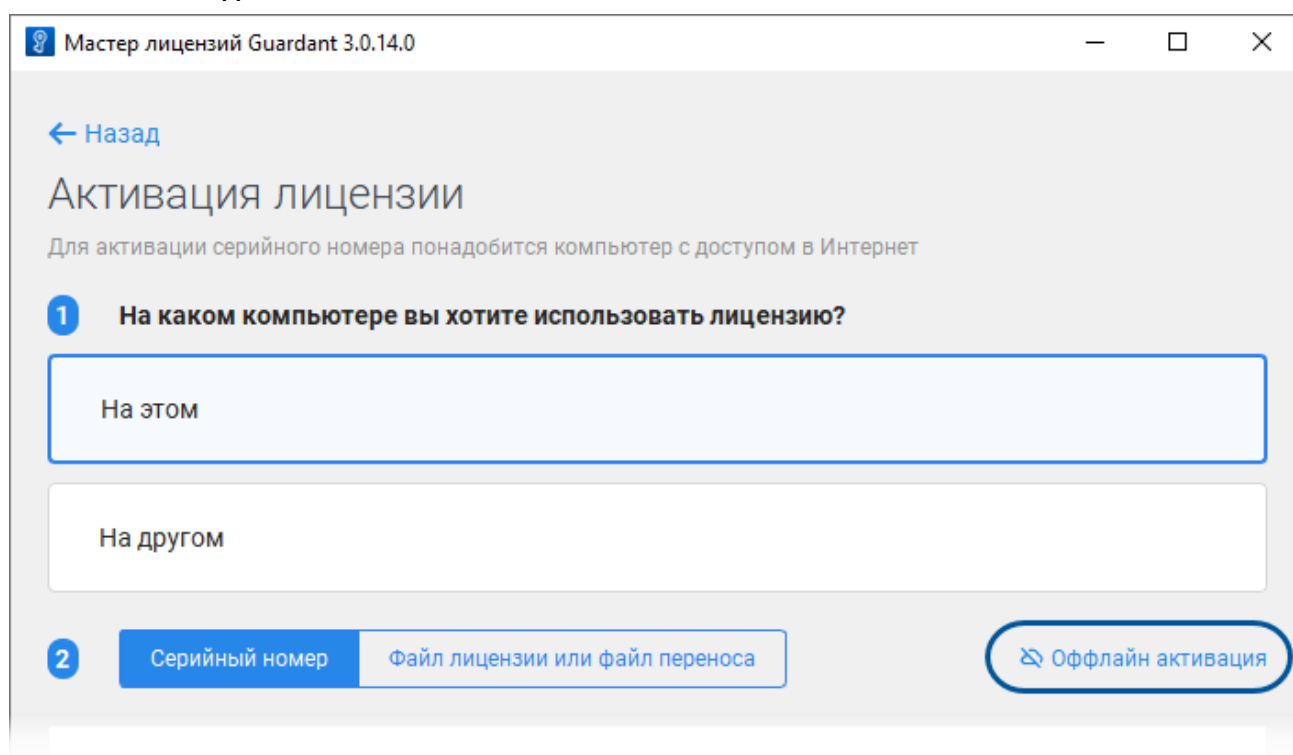 Мастер лицензий Guardant 3.0.14.0
Назад
Активация лицензии
Для активации серийного номера понадобится компьютер с доступом в Интернет
1 На каком компьютере вы хотите использовать лицензию?
На этом
На другом
2 Серийный номер Файл лицензии или файл переноса Оффлайн активация